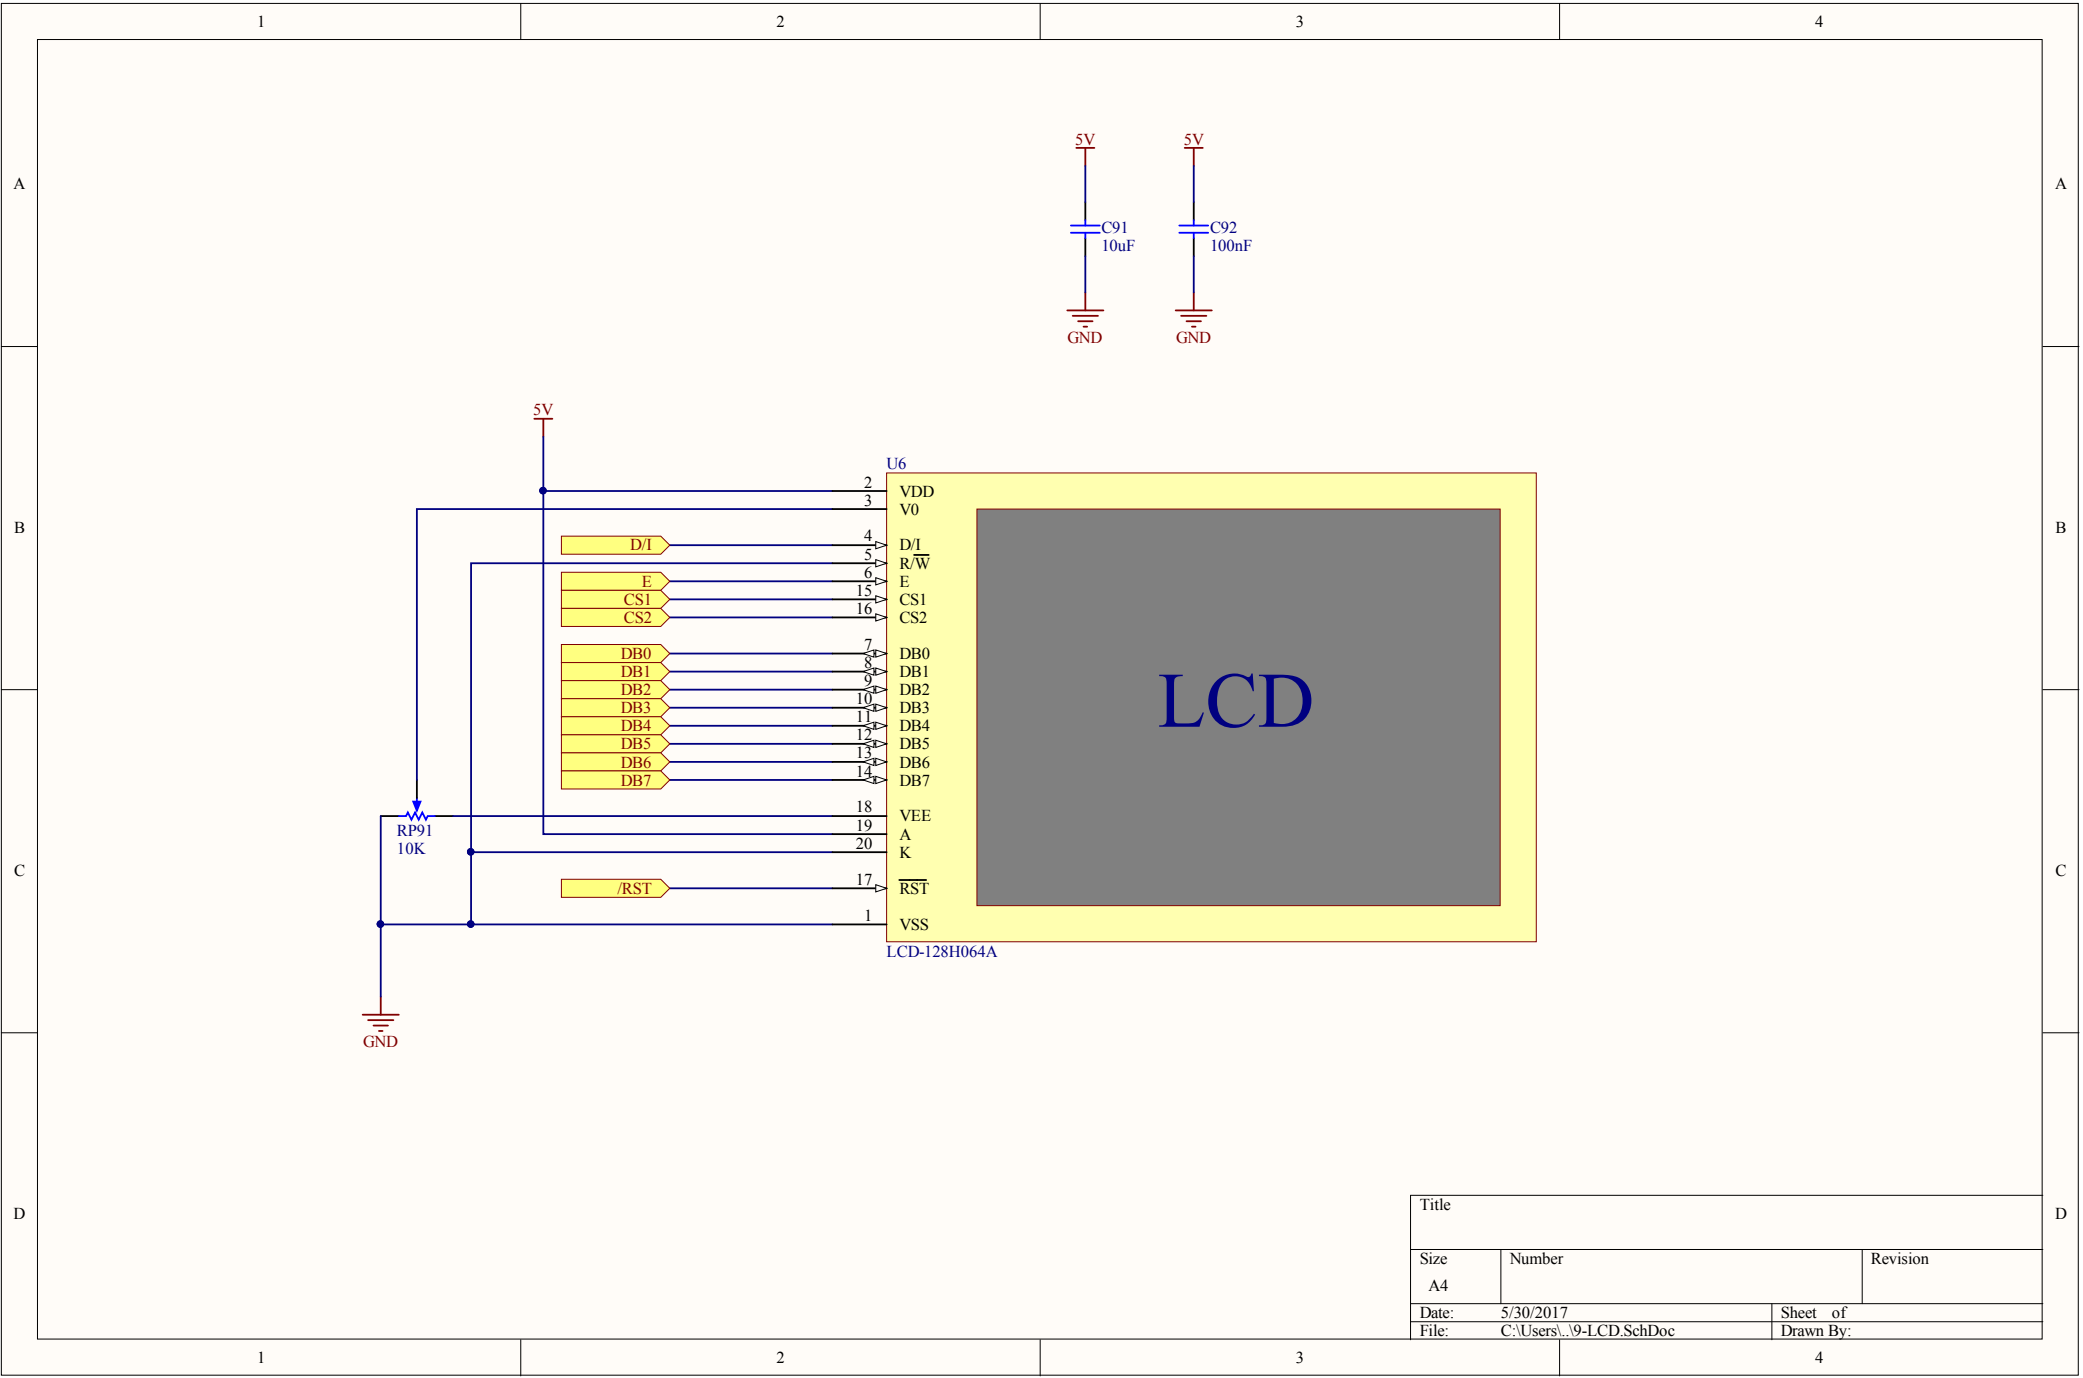 1 2 3 4
A A
5V 5V
C91 C92
10uF 100nF
GND GND
5V
U6
B B
2 VDD
3 V0
D/I 4 D/I
5 R/W
E 6 E
CS1 15 CS1
CS2 16 CS2
DB0 7 DB0
DB1 8 DB1
DB2 9 DB2
DB3 10 DB3
DB4 11 DB4
DB5 12 DB5
DB6 13 DB6
DB7 14 DB7
LCD
18 VEE
RP91 19 A
10K 20 K
C C
/RST 17 RST
1 VSS
LCD-128H064A
GND
D D
Title
Size Number Revision
A4
Date: 5/30/2017 Sheet of
File: C:\Users\..\9-LCD.SchDoc Drawn By:
1 2 3 4